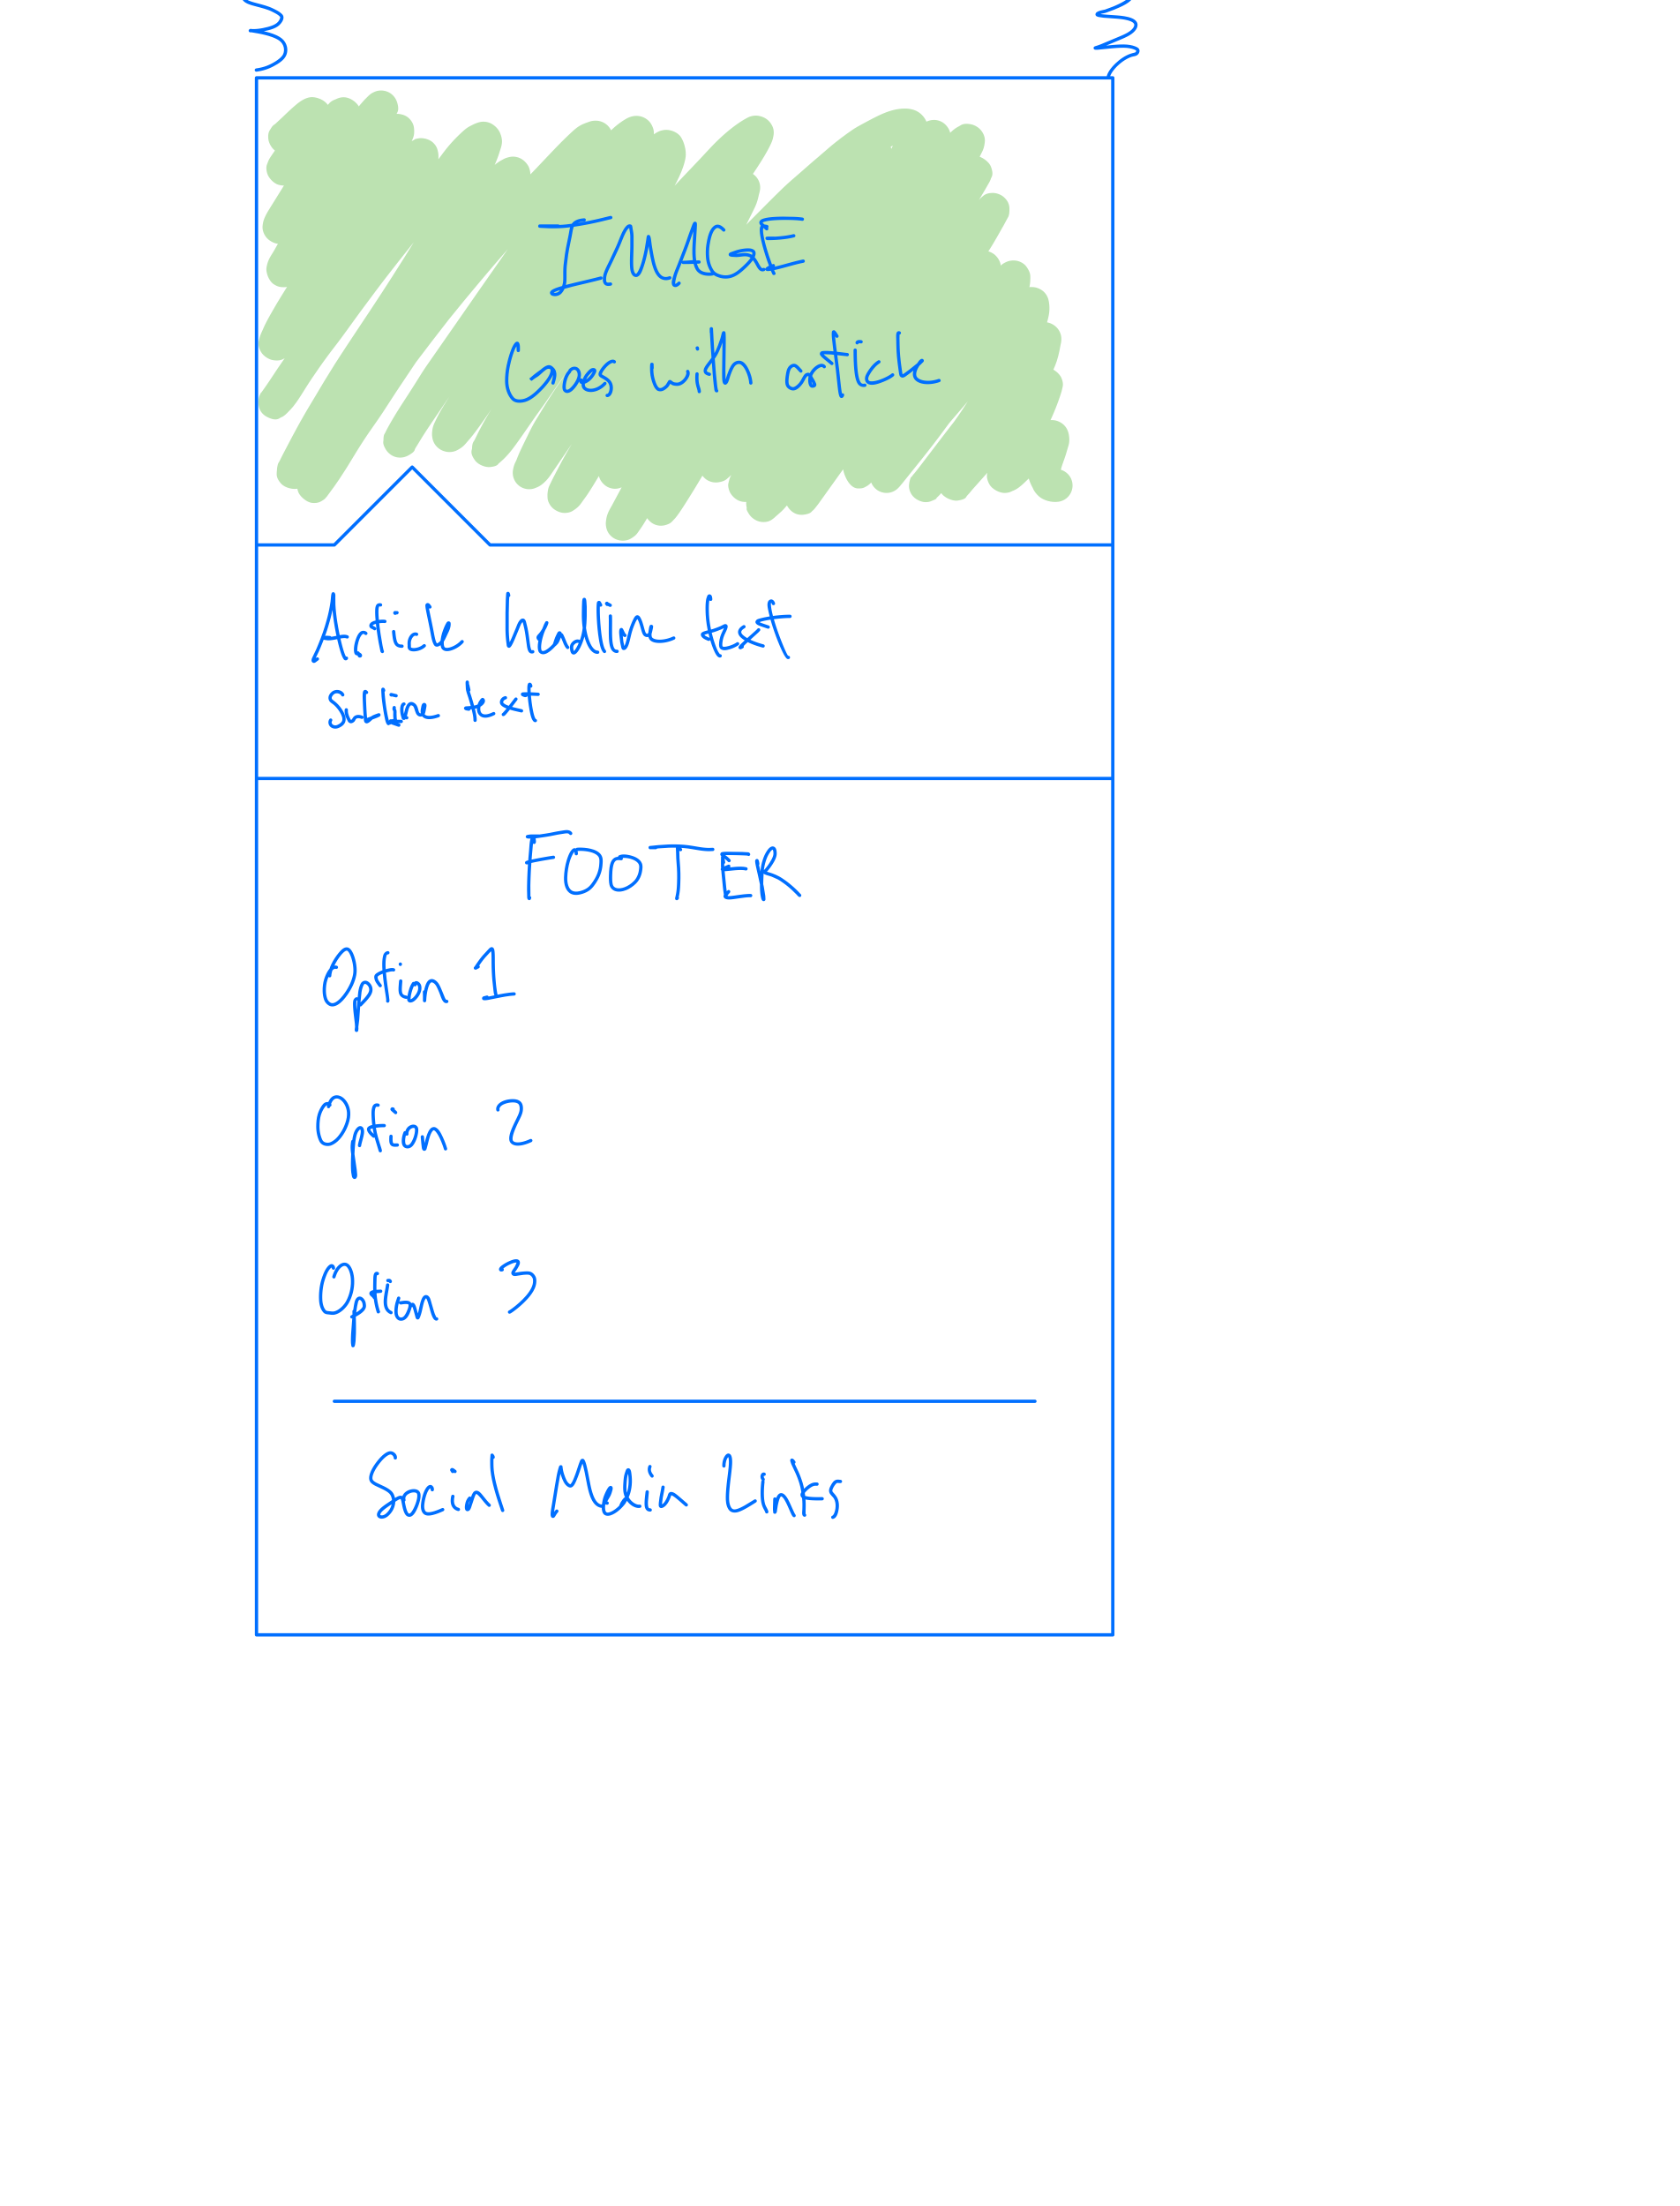 IMAGE
Goes with article
Article headline text
subline text
FOOTER
Option 1
Option 2
Option 3
Social Media Links